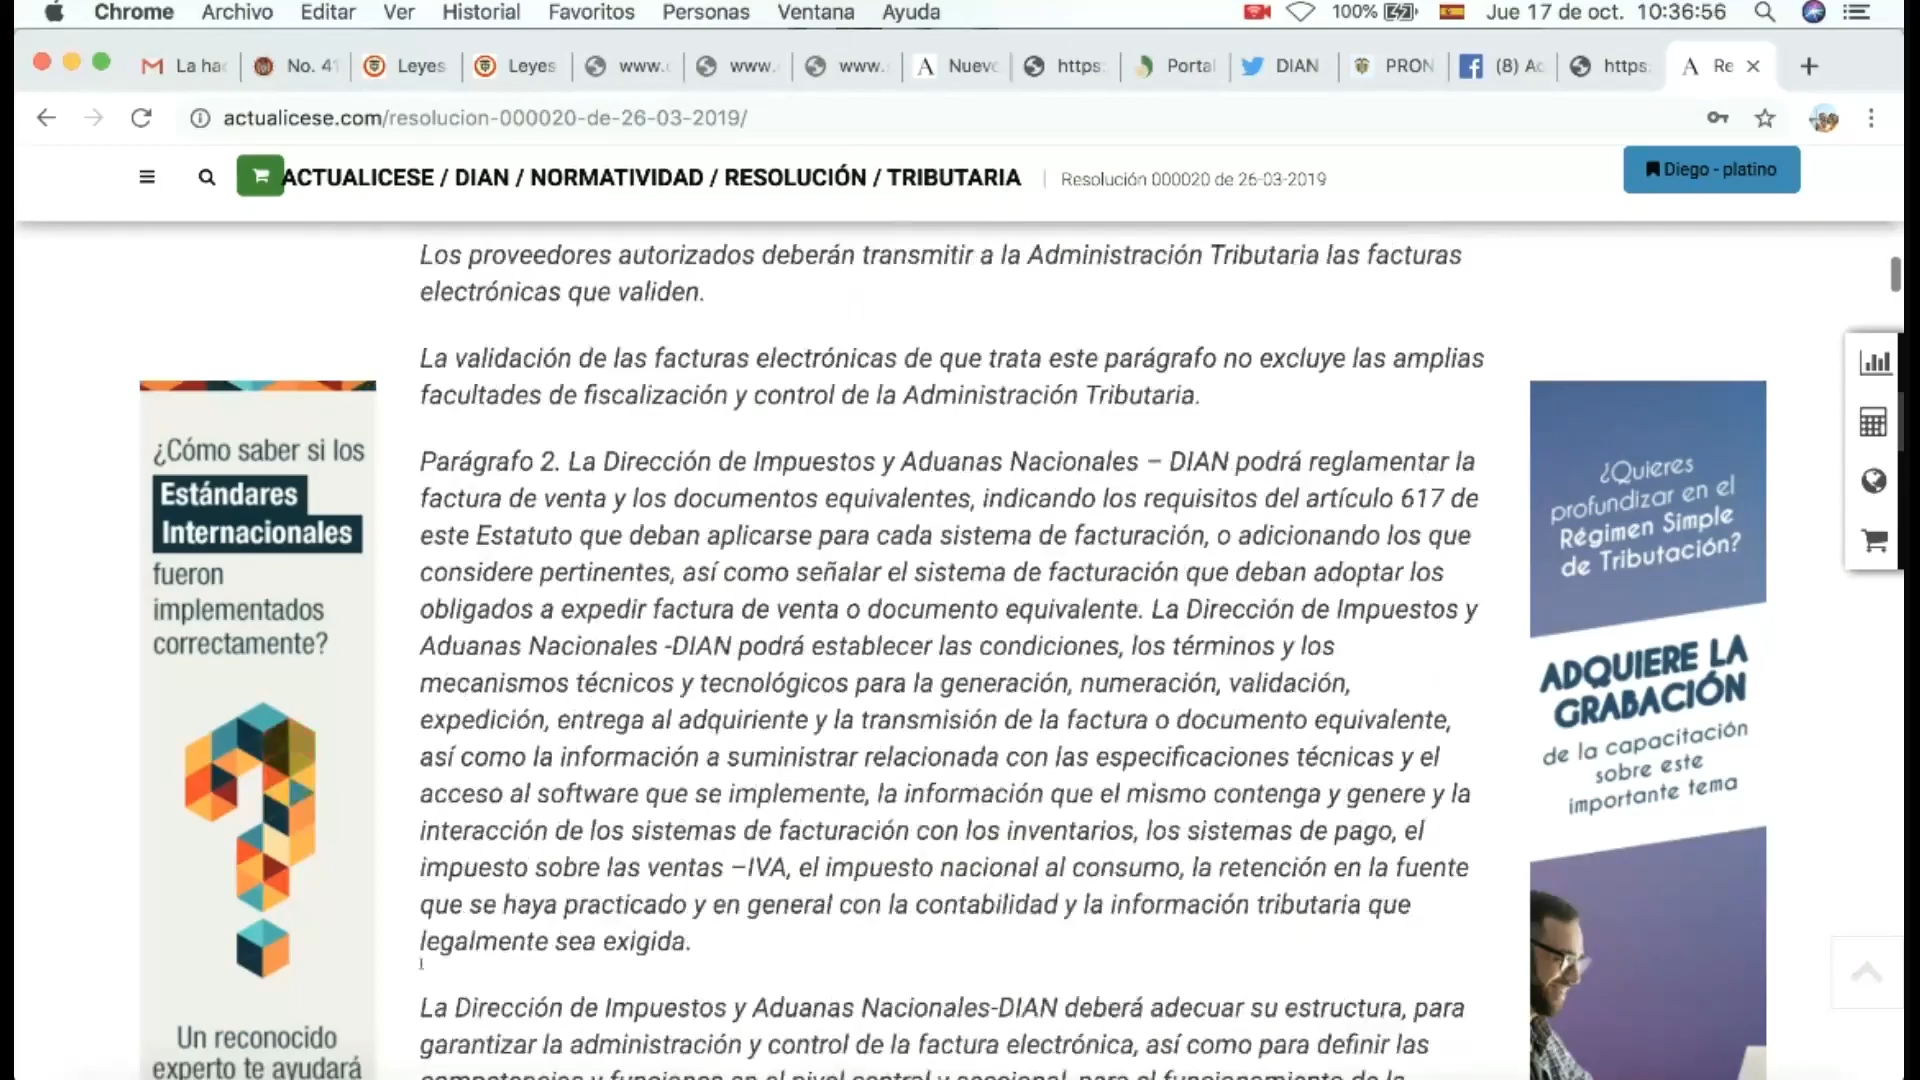 Chrome Archivo Editar Ver Historial Favoritos Personas Ventana Ayuda 100% Jue 17 de oct. 10:36:56
La ha No. 41 Leyes Leyes www. www. www. Nuev https: Portal DIAN PRON (8) Ac https: Re
actualicese.com/resolucion-000020-de-26-03-2019/
ACTUALICESE / DIAN / NORMATIVIDAD / RESOLUCIÓN / TRIBUTARIA | Resolución 000020 de 26-03-2019 Diego - platino
Los proveedores autorizados deberán transmitir a la Administración Tributaria las facturas
electrónicas que validen.
La validación de las facturas electrónicas de que trata este parágrafo no excluye las amplias
facultades de fiscalización y control de la Administración Tributaria.
Parágrafo 2. La Dirección de Impuestos y Aduanas Nacionales – DIAN podrá reglamentar la
factura de venta y los documentos equivalentes, indicando los requisitos del artículo 617 de
este Estatuto que deban aplicarse para cada sistema de facturación, o adicionando los que
considere pertinentes, así como señalar el sistema de facturación que deban adoptar los
obligados a expedir factura de venta o documento equivalente. La Dirección de Impuestos y
Aduanas Nacionales -DIAN podrá establecer las condiciones, los términos y los
mecanismos técnicos y tecnológicos para la generación, numeración, validación,
expedición, entrega al adquiriente y la transmisión de la factura o documento equivalente,
así como la información a suministrar relacionada con las especificaciones técnicas y el
acceso al software que se implemente, la información que el mismo contenga y genere y la
interacción de los sistemas de facturación con los inventarios, los sistemas de pago, el
impuesto sobre las ventas –IVA, el impuesto nacional al consumo, la retención en la fuente
que se haya practicado y en general con la contabilidad y la información tributaria que
legalmente sea exigida.
La Dirección de Impuestos y Aduanas Nacionales-DIAN deberá adecuar su estructura, para
garantizar la administración y control de la factura electrónica, así como para definir las
competencias y funciones en el nivel central y seccional, para el funcionamiento de la
¿Cómo saber si los
Estándares
Internacionales
fueron
implementados
correctamente?
Un reconocido
experto te ayudará
¿Quieres
profundizar en el
Régimen Simple
de Tributación?
ADQUIERE LA
GRABACIÓN
de la capacitación
sobre este
importante tema